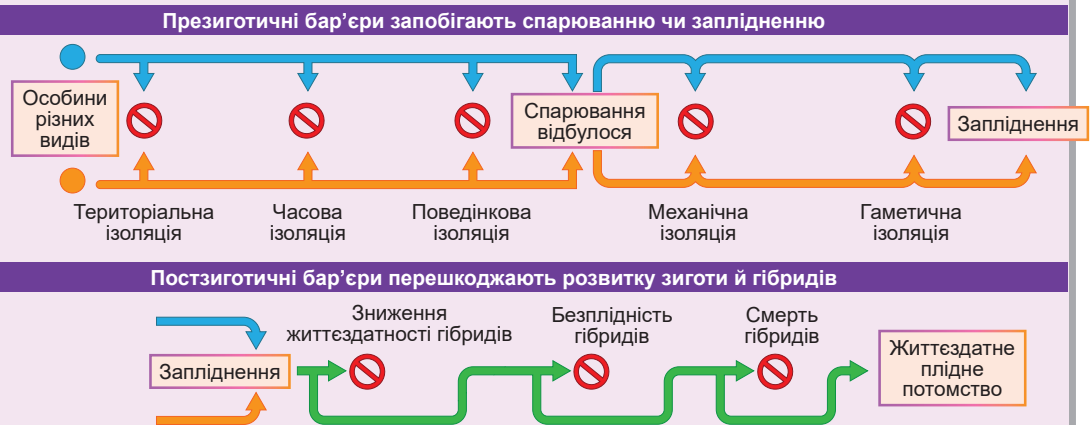 Презиготичні бар’єри запобігають спарюванню чи заплідненню
Особини
різних
видів
Спарювання
відбулося
Запліднення
Територіальна
ізоляція
Часова
ізоляція
Поведінкова
ізоляція
Механічна
ізоляція
Гаметична
ізоляція
Постзиготичні бар’єри перешкоджають розвитку зиготи й гібридів
Запліднення
Зниження
життєздатності гібридів
Безплідність
гібридів
Смерть
гібридів
Життєздатне
плідне
потомство